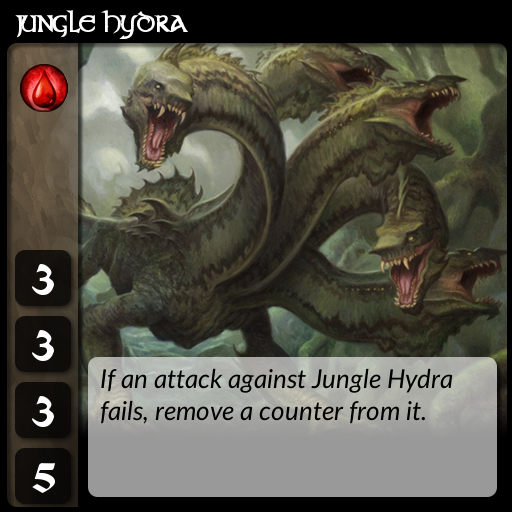 Jungle Hydra
3
3
3
5
If an attack against Jungle Hydra
fails, remove a counter from it.